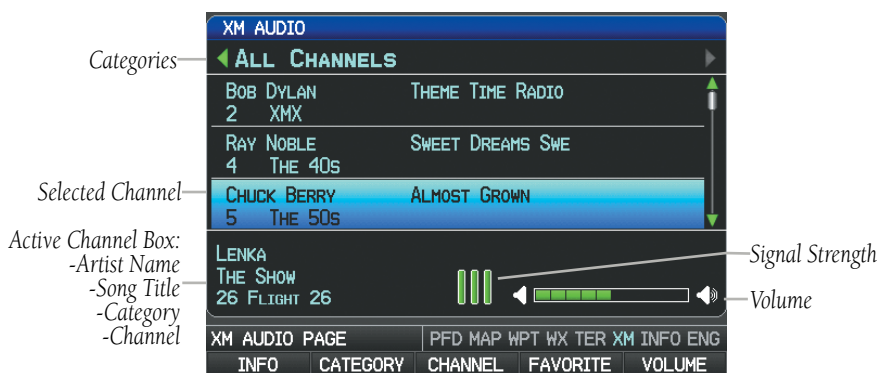 XM AUDIO
Categories
ALL CHANNELS
BOB DYLAN THEME TIME RADIO
2 XMX
RAY NOBLE SWEET DREAMS SWE
4 THE 40S
Selected Channel
CHUCK BERRY ALMOST GROWN
5 THE 50S
Active Channel Box:
-Artist Name
-Song Title
-Category
-Channel
LENKA
THE SHOW
26 FLIGHT 26
Signal Strength
Volume
XM AUDIO PAGE PFD MAP WPT WX TER XM INFO ENG
INFO CATEGORY CHANNEL FAVORITE VOLUME